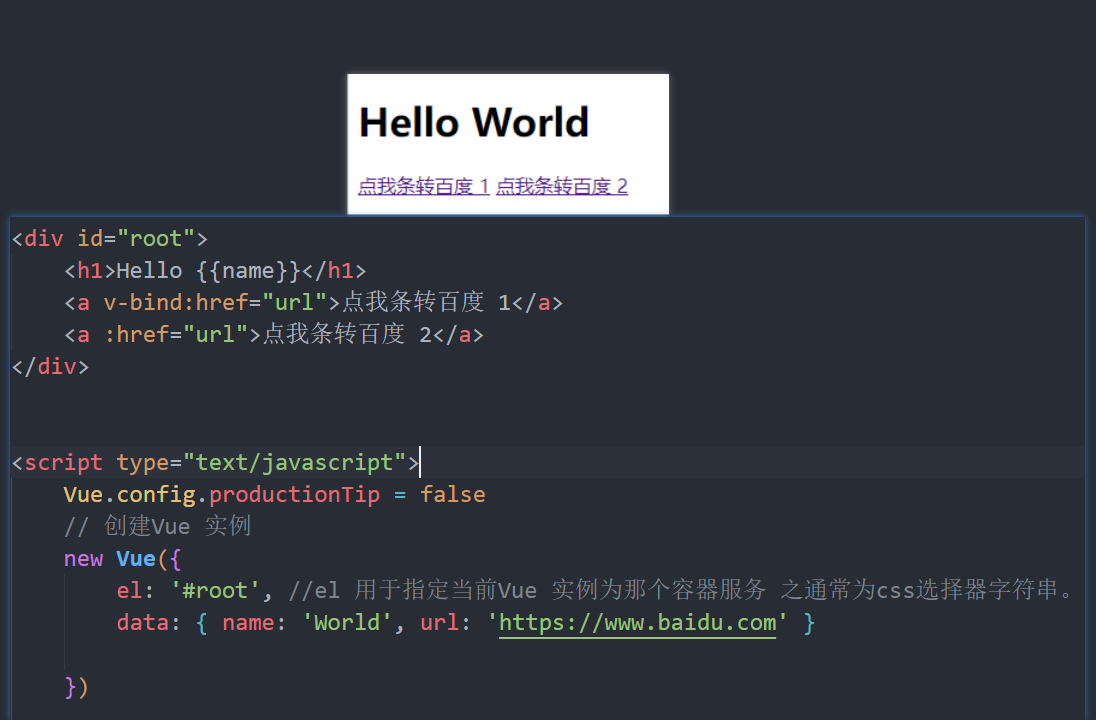 Hello World
点我条转百度 1 点我条转百度 2
<div id="root">
    <h1>Hello {{name}}</h1>
    <a v-bind:href="url">点我条转百度 1</a>
    <a :href="url">点我条转百度 2</a>
</div>
<script type="text/javascript">
    Vue.config.productionTip = false
    // 创建Vue 实例
    new Vue({
        el: '#root', //el 用于指定当前Vue 实例为那个容器服务 之通常为css选择器字符串。
        data: { name: 'World', url: 'https://www.baidu.com' }
    })